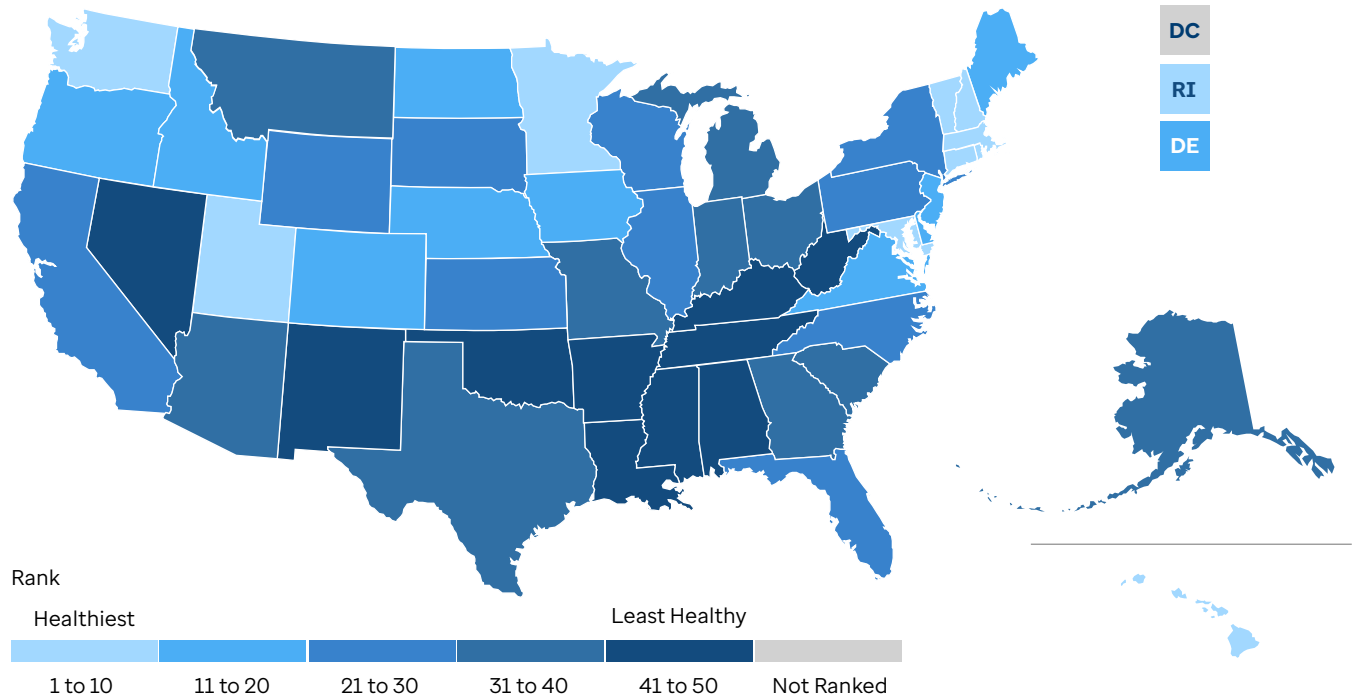 DC
RI
DE
Rank
Healthiest
Least Healthy
1 to 10
11 to 20
21 to 30
31 to 40
41 to 50
Not Ranked